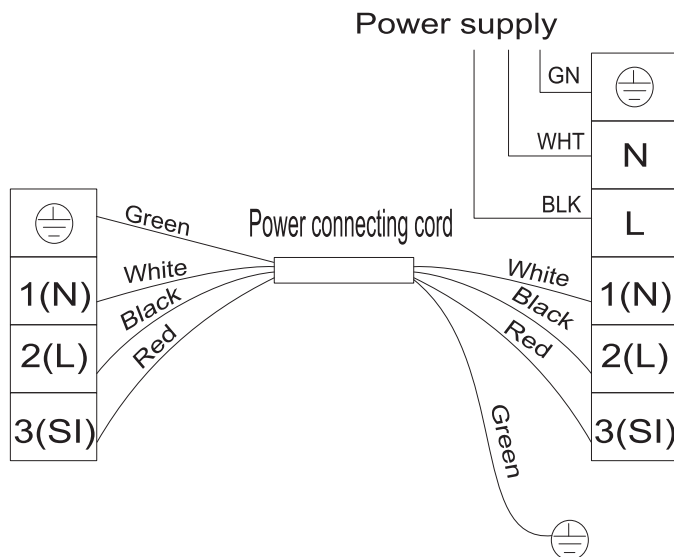 Power supply
GN
WHT
N
BLK
L
Green
Power connecting cord
White
White
1(N)
1(N)
Black
Black
2(L)
2(L)
Red
Red
3(SI)
3(SI)
Green